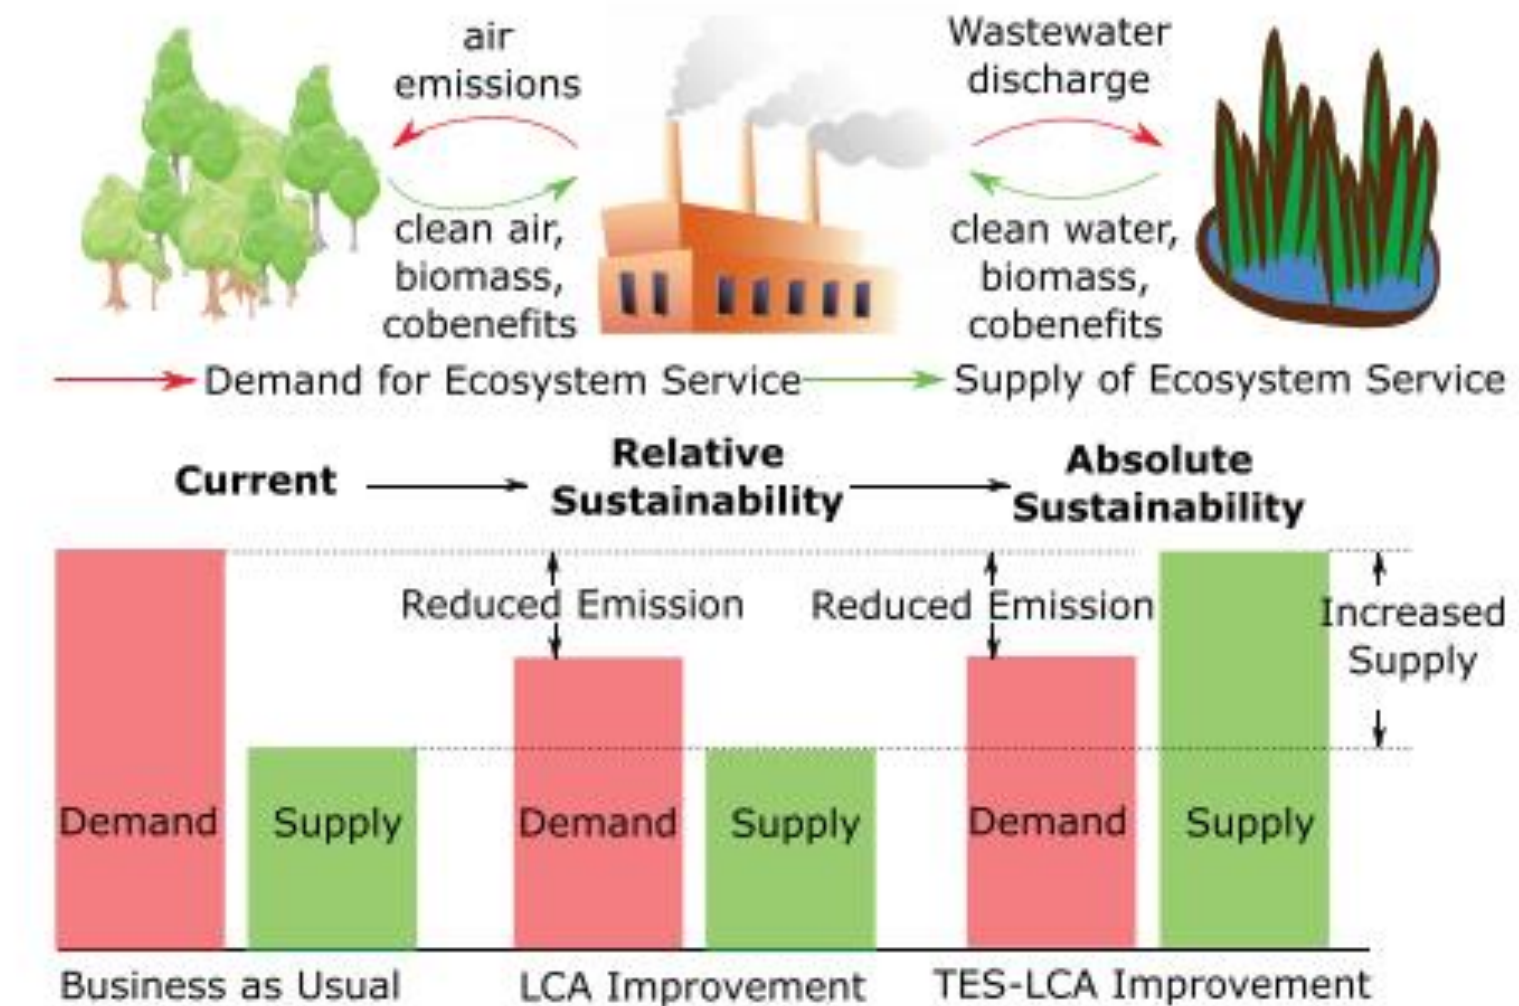 air
emissions
Wastewater
discharge
clean air,
biomass,
cobenefits
clean water,
biomass,
cobenefits
Demand for Ecosystem Service
Supply of Ecosystem Service
Current
Relative
Sustainability
Absolute
Sustainability
Reduced Emission
Reduced Emission
Increased
Supply
Demand
Supply
Demand
Supply
Demand
Supply
Business as Usual
LCA Improvement
TES-LCA Improvement